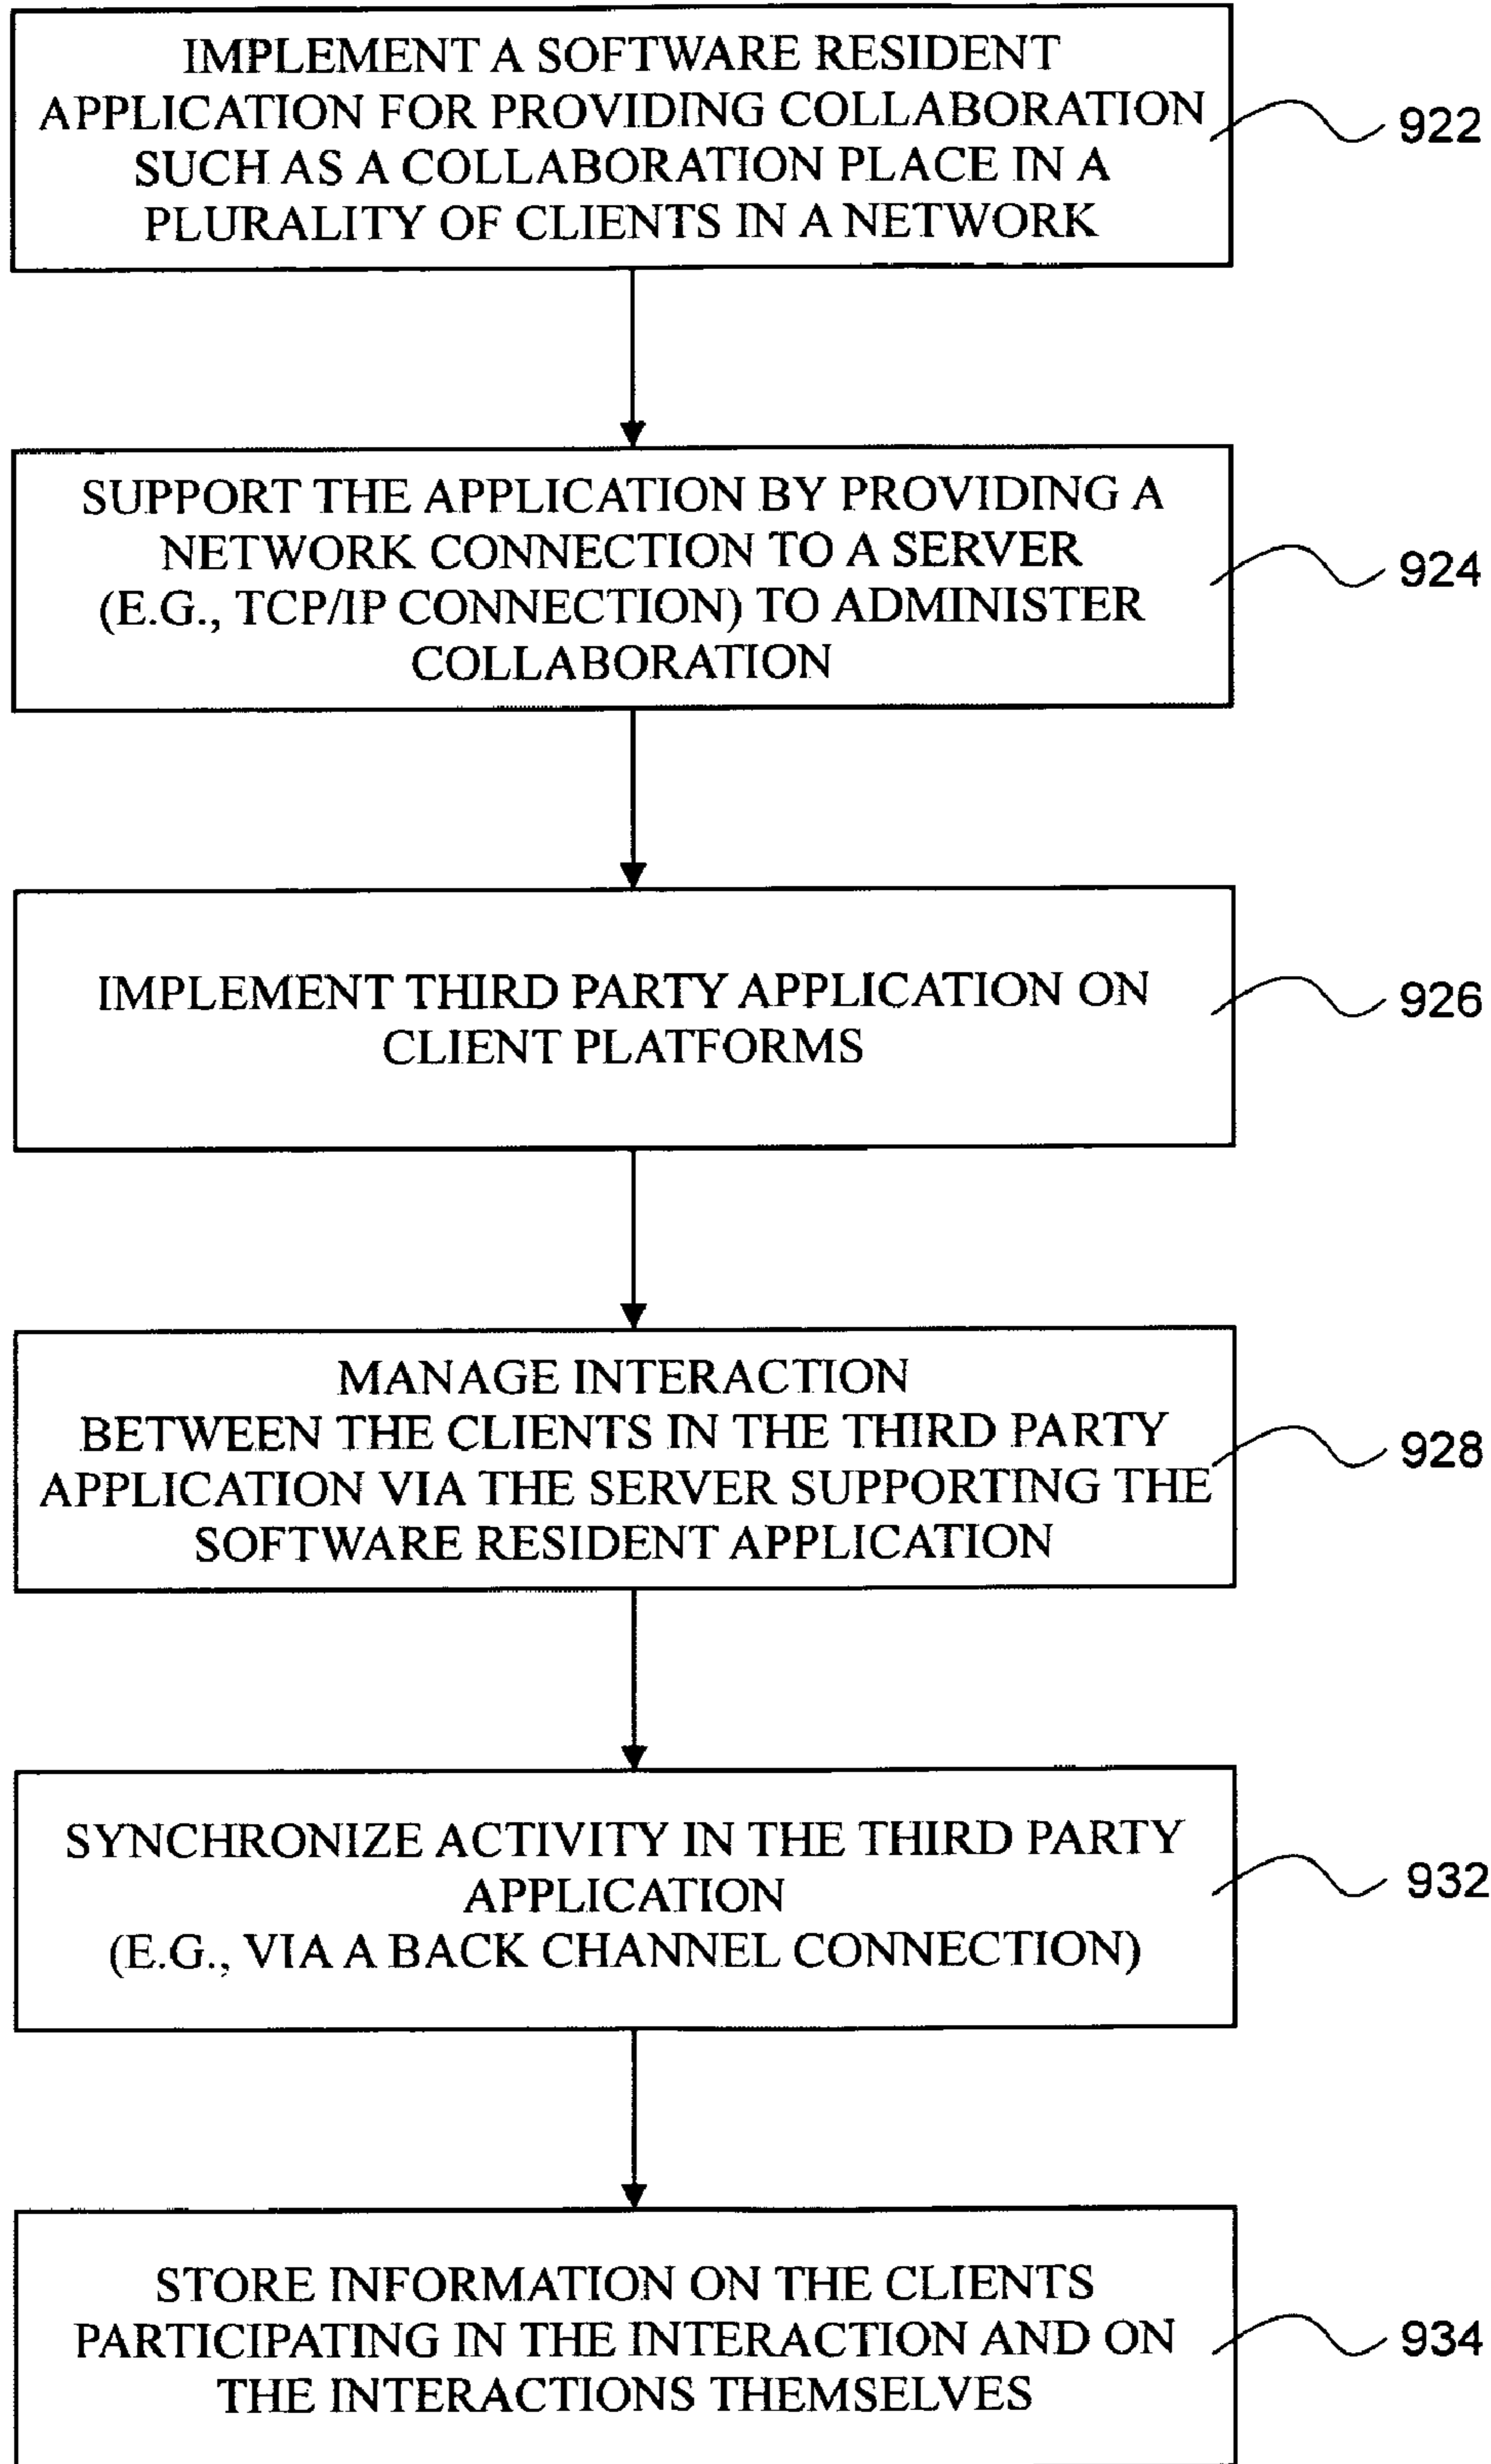 IMPLEMENT A SOFTWARE RESIDENT
APPLICATION FOR PROVIDING COLLABORATION
SUCH AS A COLLABORATION PLACE IN A
PLURALITY OF CLIENTS IN A NETWORK
922
SUPPORT THE APPLICATION BY PROVIDING A
NETWORK CONNECTION TO A SERVER
(E.G., TCP/IP CONNECTION) TO ADMINISTER
COLLABORATION
924
IMPLEMENT THIRD PARTY APPLICATION ON
CLIENT PLATFORMS
926
MANAGE INTERACTION
BETWEEN THE CLIENTS IN THE THIRD PARTY
APPLICATION VIA THE SERVER SUPPORTING THE
SOFTWARE RESIDENT APPLICATION
928
SYNCHRONIZE ACTIVITY IN THE THIRD PARTY
APPLICATION
(E.G., VIA A BACK CHANNEL CONNECTION)
932
STORE INFORMATION ON THE CLIENTS
PARTICIPATING IN THE INTERACTION AND ON
THE INTERACTIONS THEMSELVES
934